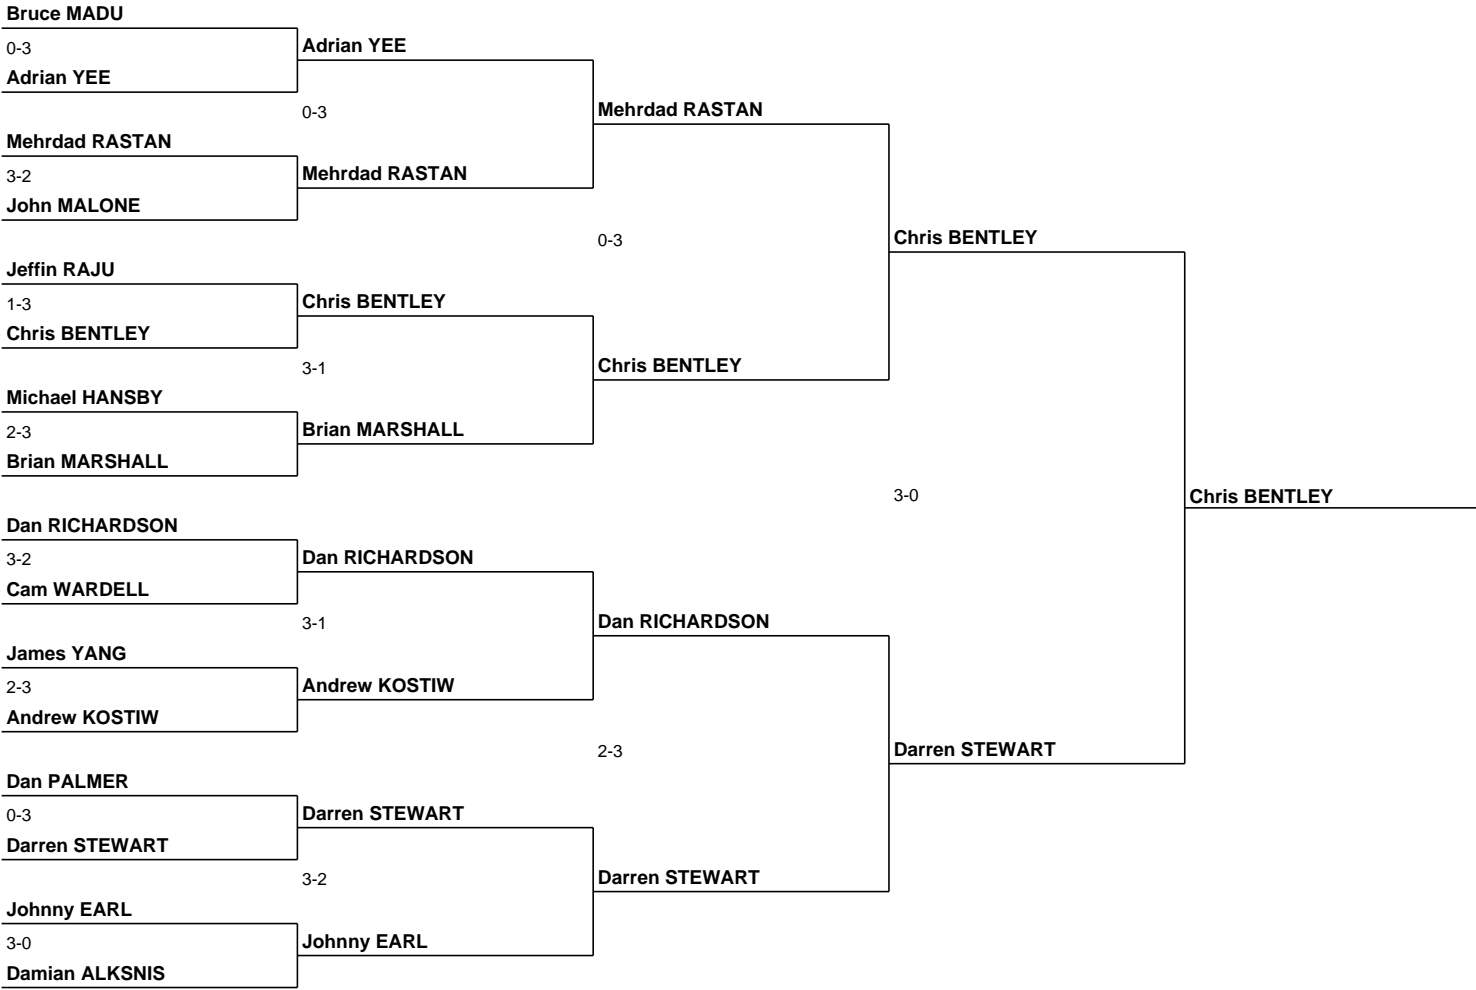 Bruce MADU
0-3
Adrian YEE
Mehrdad RASTAN
3-2
John MALONE
Jeffin RAJU
1-3
Chris BENTLEY
Michael HANSBY
2-3
Brian MARSHALL
Dan RICHARDSON
3-2
Cam WARDELL
James YANG
2-3
Andrew KOSTIW
Dan PALMER
0-3
Darren STEWART
Johnny EARL
3-0
Damian ALKSNIS
Adrian YEE
0-3
Mehrdad RASTAN
Chris BENTLEY
3-1
Brian MARSHALL
Dan RICHARDSON
3-1
Andrew KOSTIW
Darren STEWART
3-2
Johnny EARL
Mehrdad RASTAN
0-3
Chris BENTLEY
Dan RICHARDSON
2-3
Darren STEWART
Chris BENTLEY
3-0
Darren STEWART
Chris BENTLEY